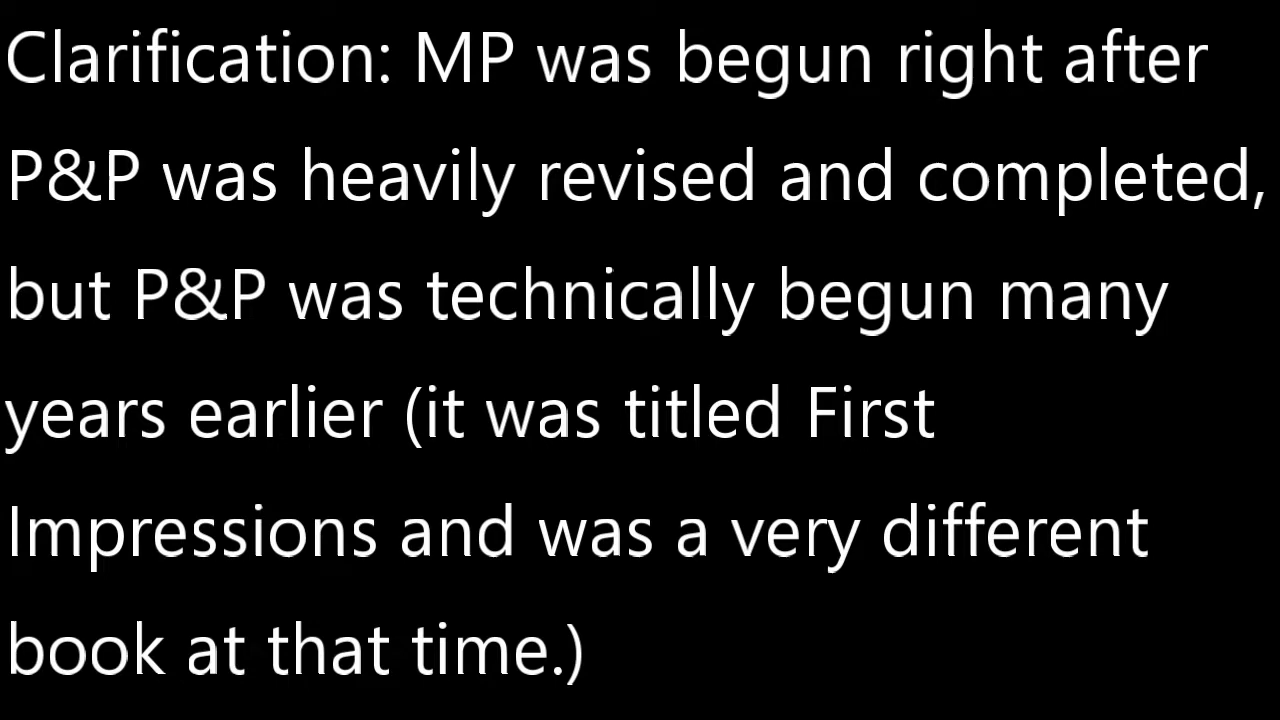 Clarification: MP was begun right after
P&P was heavily revised and completed,
but P&P was technically begun many
years earlier (it was titled First
Impressions and was a very different
book at that time.)